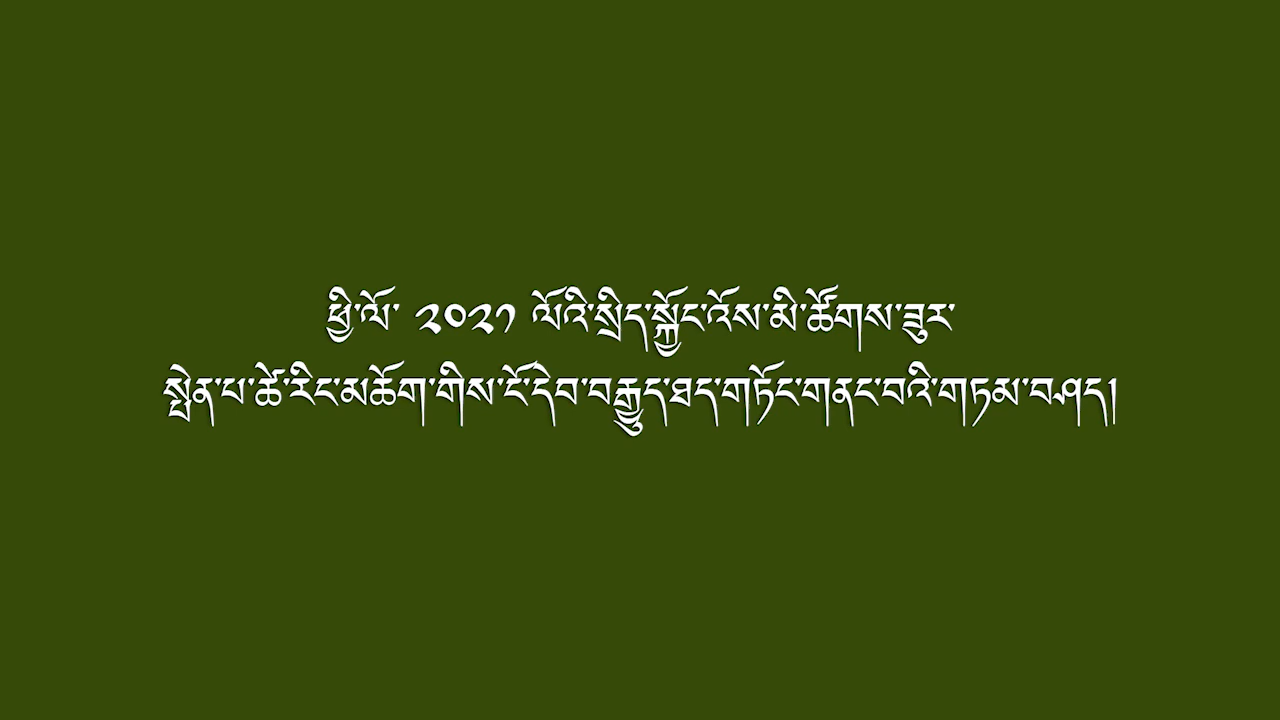 ཕྱི་ལོ་ ༢༠༢༡ ལོའི་སྲིད་སྐྱོང་འོས་མི་ཚོགས་ཟུར་
སྤེན་པ་ཚེ་རིང་མཆོག་གིས་ངོ་དེབ་བརྒྱུད་ཐད་གཏོང་གནང་བའི་གཏམ་བཤད།